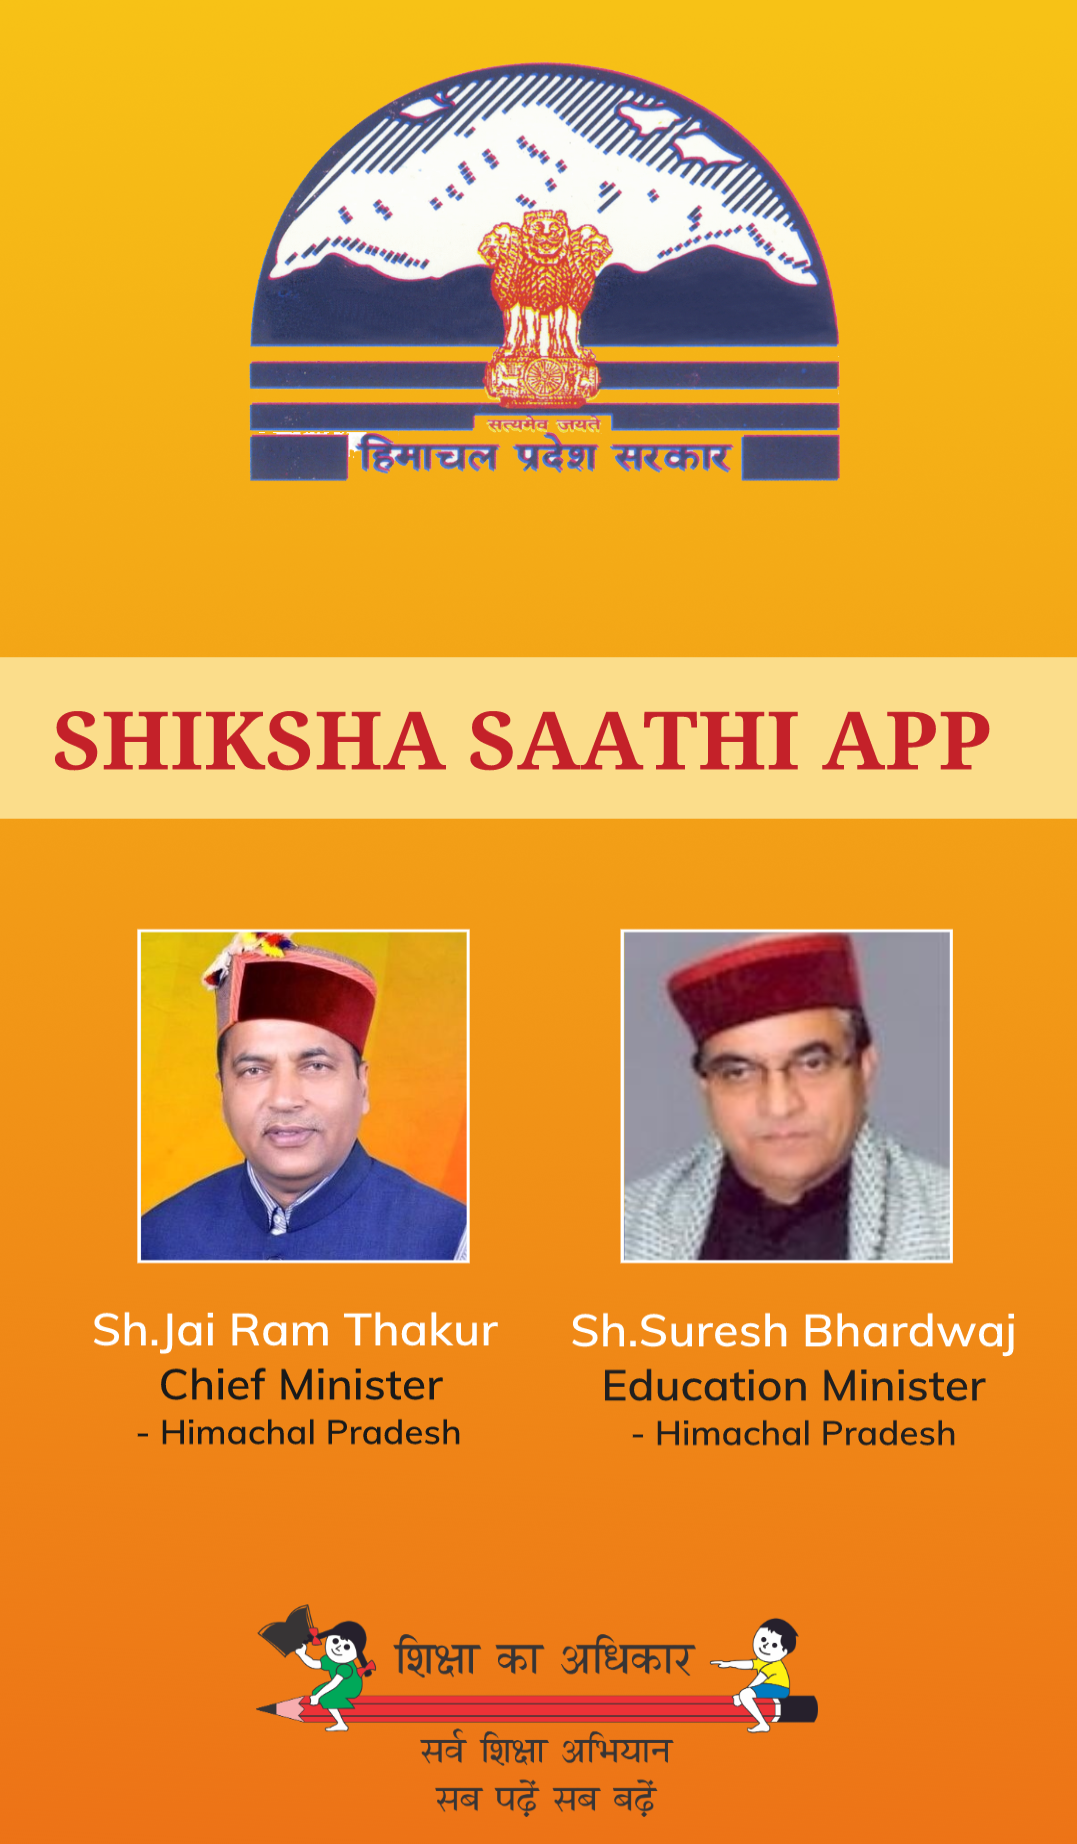 सत्यमेव जयते
हिमाचल प्रदेश सरकार
SHIKSHA SAATHI APP
Sh.Jai Ram Thakur
Chief Minister
- Himachal Pradesh
Sh.Suresh Bhardwaj
Education Minister
- Himachal Pradesh
शिक्षा का अधिकार
सर्व शिक्षा अभियान
सब पढ़ें सब बढ़ें